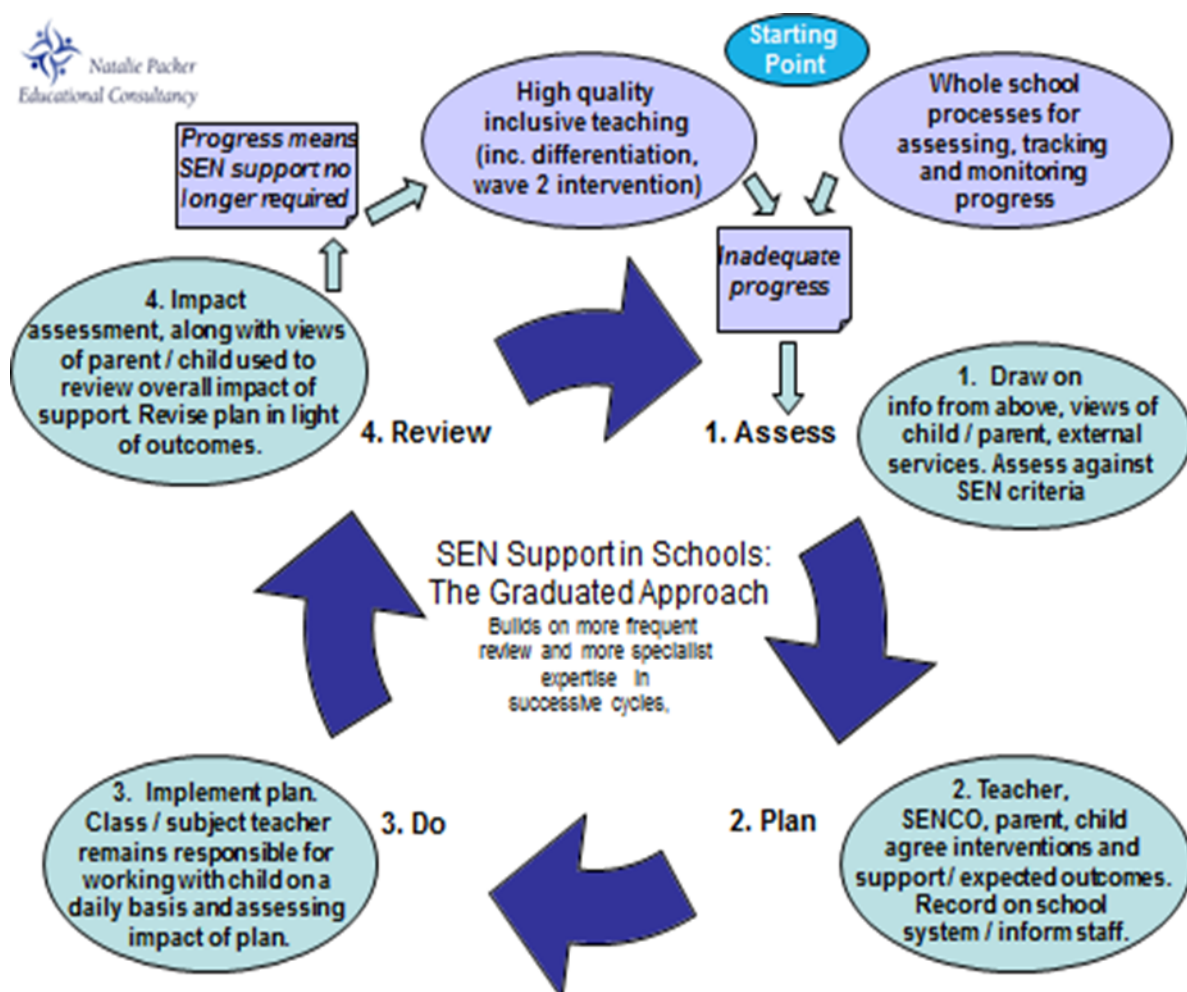 Natalie Packer
Educational Consultancy
Starting
Point
High quality
inclusive teaching
(inc. differentiation,
wave 2 intervention)
Whole school
processes for
assessing, tracking
and monitoring
progress
Progress means
SEN support no
longer required
Inadequate
progress
4. Impact
assessment, along with views
of parent / child used to
review overall impact of
support. Revise plan in light
of outcomes.
4. Review
1. Assess
1. Draw on
info from above, views of
child / parent, external
services. Assess against
SEN criteria
SEN Support in Schools:
The Graduated Approach
Builds on more frequent
review and more specialist
expertise in
successive cycles,
3. Implement plan.
Class / subject teacher
remains responsible for
working with child on a
daily basis and assessing
impact of plan.
3. Do
2. Plan
2. Teacher,
SENCO, parent, child
agree interventions and
support / expected outcomes.
Record on school
system / inform staff.